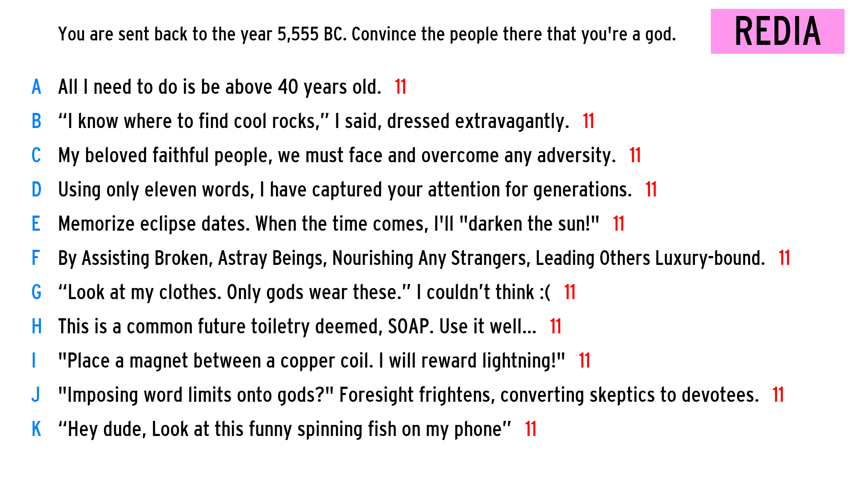 You are sent back to the year 5,555 BC. Convince the people there that you're a god.
REDIA
A All I need to do is be above 40 years old. 11
B “I know where to find cool rocks,” I said, dressed extravagantly. 11
C My beloved faithful people, we must face and overcome any adversity. 11
D Using only eleven words, I have captured your attention for generations. 11
E Memorize eclipse dates. When the time comes, I'll "darken the sun!" 11
F By Assisting Broken, Astray Beings, Nourishing Any Strangers, Leading Others Luxury-bound. 11
G “Look at my clothes. Only gods wear these.” I couldn’t think :( 11
H This is a common future toiletry deemed, SOAP. Use it well... 11
I "Place a magnet between a copper coil. I will reward lightning!" 11
J "Imposing word limits onto gods?" Foresight frightens, converting skeptics to devotees. 11
K “Hey dude, Look at this funny spinning fish on my phone” 11